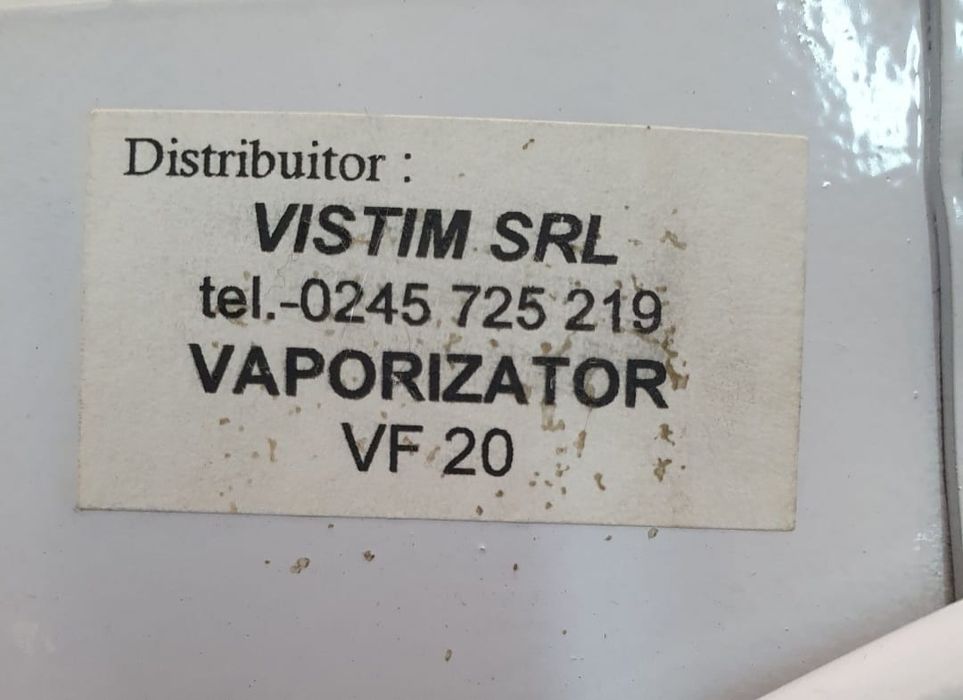 Distribuitor :
VISTIM SRL
tel.-0245 725 219
VAPORIZATOR
VF 20